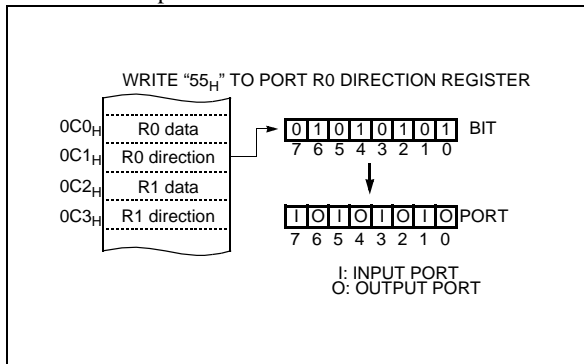 WRITE “55H” TO PORT R0 DIRECTION REGISTER
0C0H R0 data 0 1 0 1 0 1 0 1 BIT
0C1H R0 direction 7 6 5 4 3 2 1 0
0C2H R1 data
0C3H R1 direction I O I O I O I O PORT
7 6 5 4 3 2 1 0
I: INPUT PORT
O: OUTPUT PORT